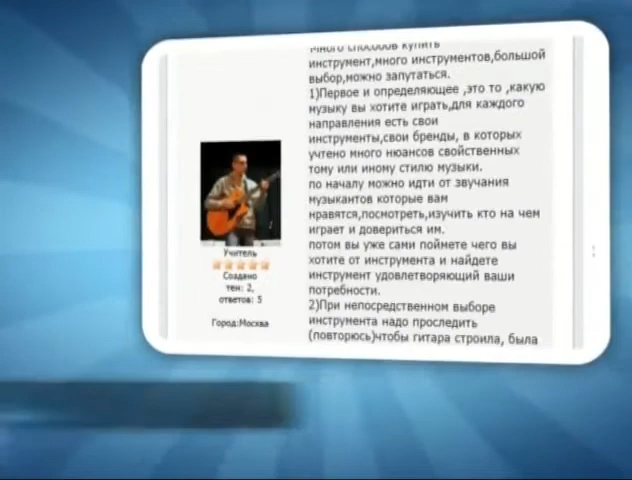 много способов купить
инструмент,много инструментов,большой
выбор,можно запутаться.
1)Первое и определяющее ,это то ,какую
музыку вы хотите играть,для каждого
направления есть свои
инструменты,свои бренды, в которых
учтено много нюансов свойственных
тому или иному стилю музыки.
по началу можно идти от звучания
музыкантов которые вам
нравятся,посмотреть,изучить кто на чем
играет и довериться им.
потом вы уже сами поймете чего вы
хотите от инструмента и найдете
инструмент удовлетворяющий ваши
потребности.
2)При непосредственном выборе
инструмента надо проследить
(повторюсь)чтобы гитара строила, была
Учитель
Создано
тем: 2,
ответов: 5
Город:Москва